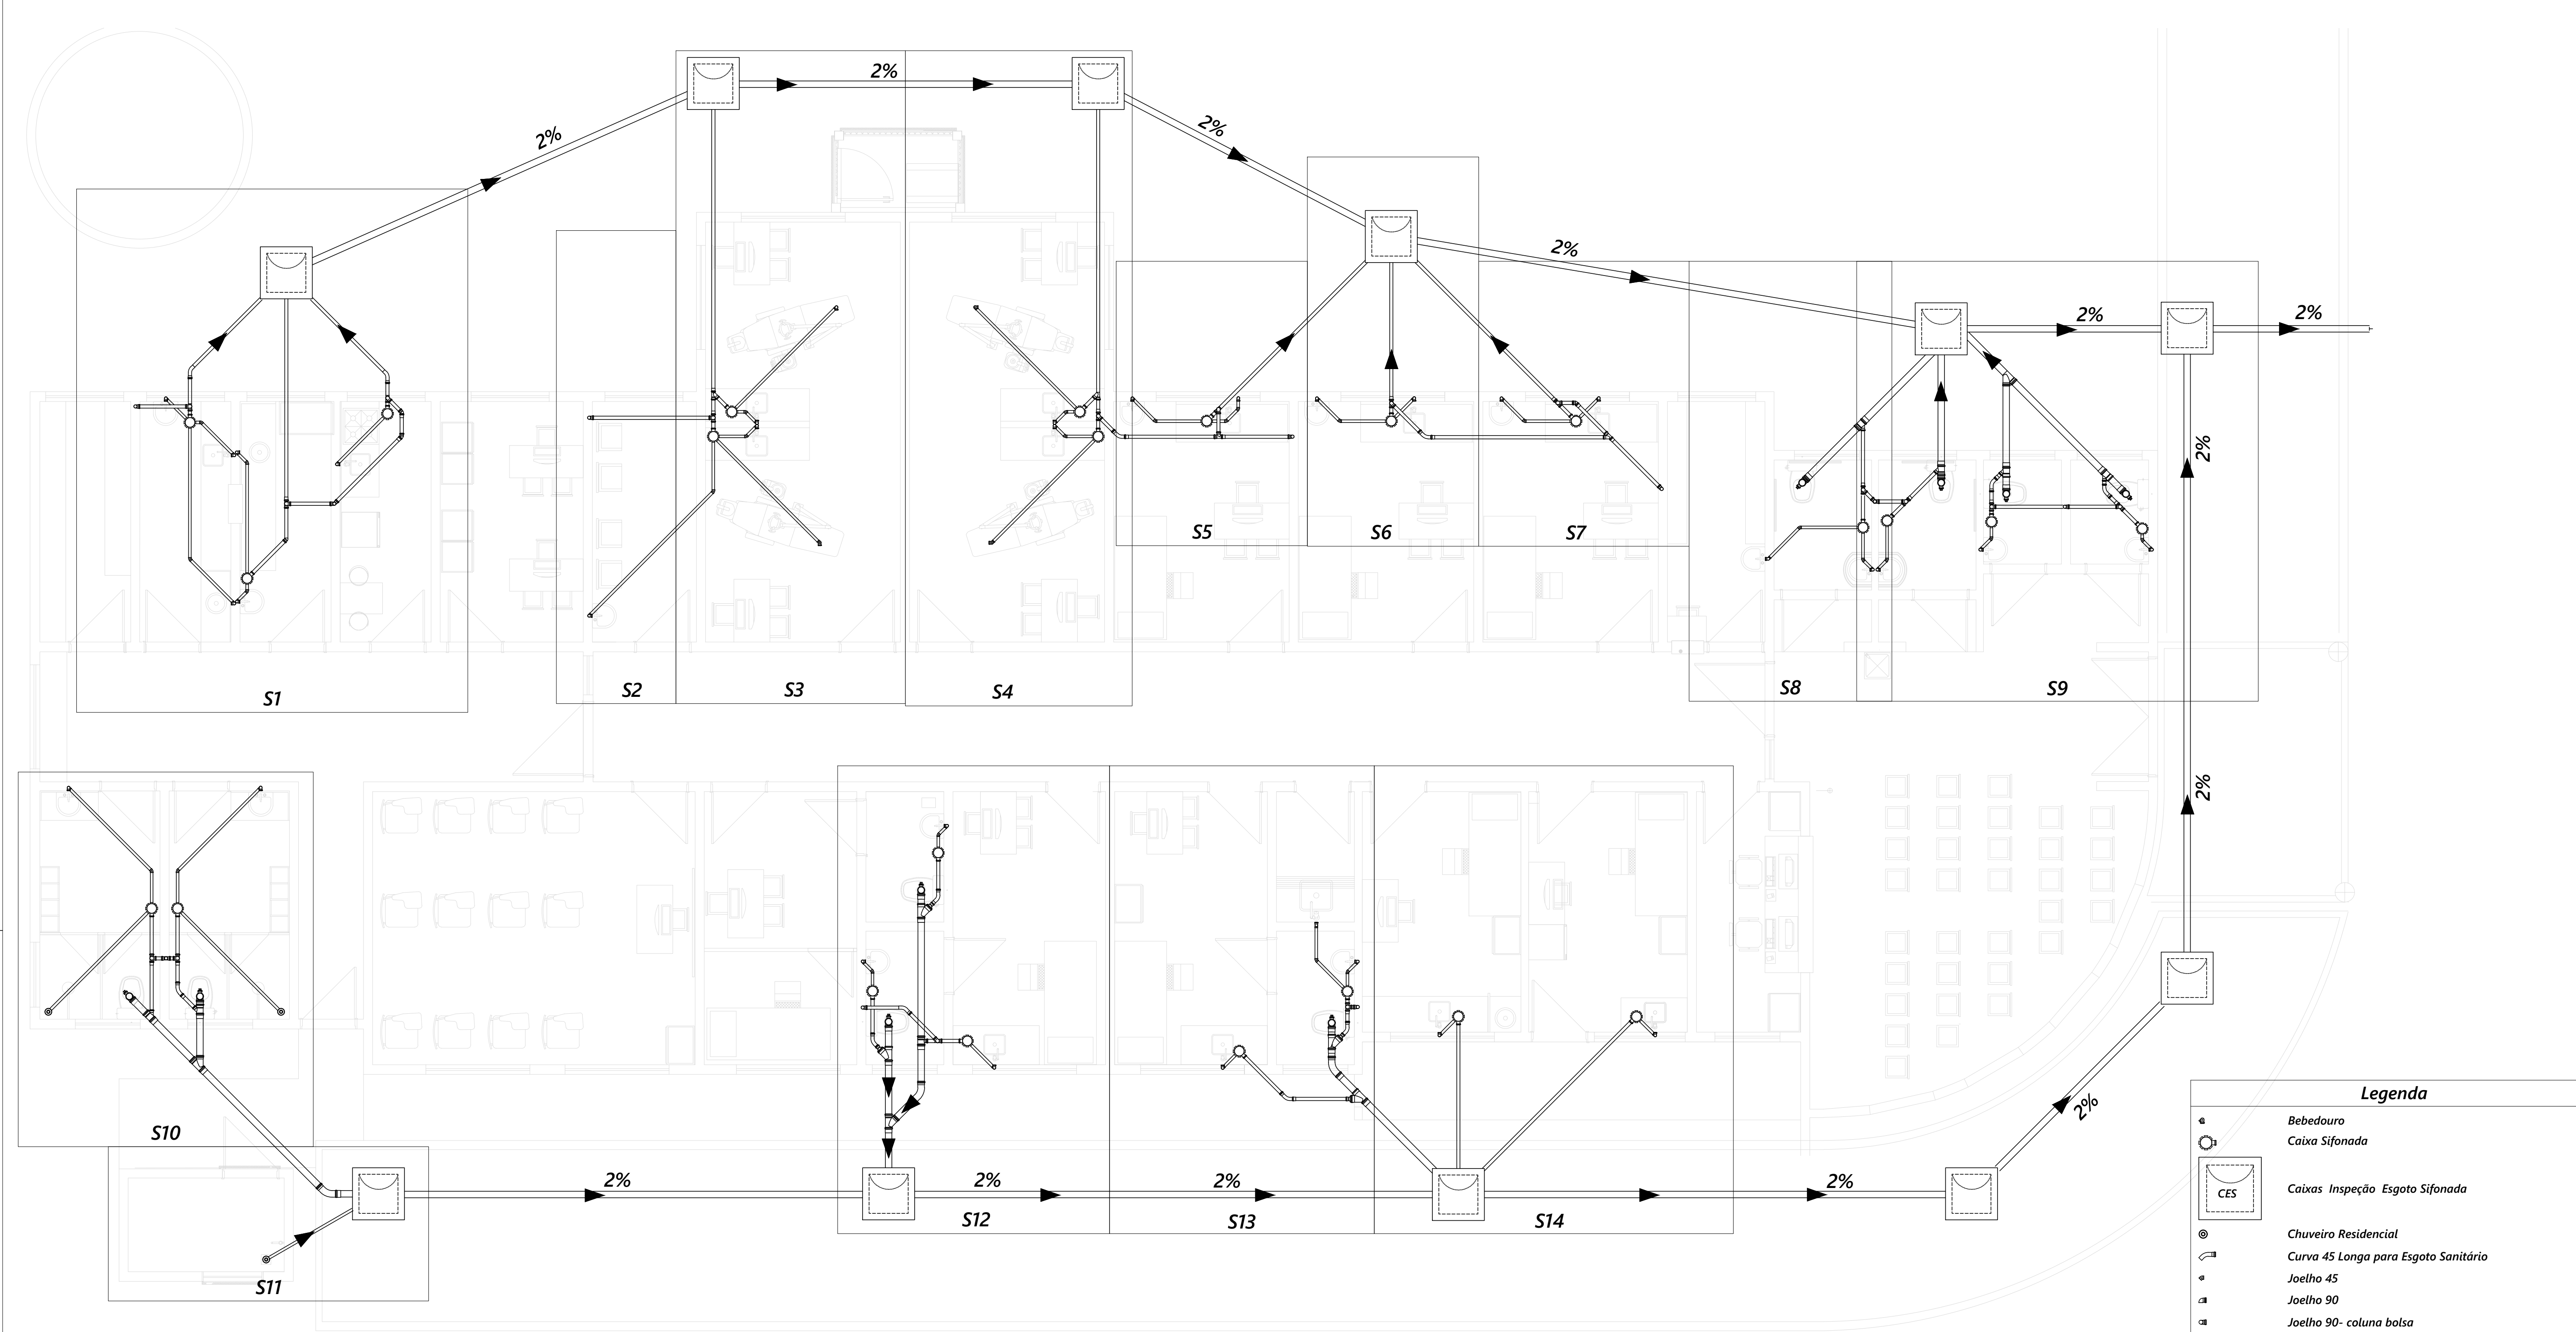 2%
2%
2%
2%
2%
2%
S5
S6
S7
S8
S9
S1
S2
S3
S4
2%
2%
S10
S11
2%
2%
2%
2%
2%
S12
S13
S14
Legenda
Bebedouro
Caixa Sifonada
CES
Caixas Inspeção Esgoto Sifonada
Chuveiro Residencial
Curva 45 Longa para Esgoto Sanitário
Joelho 45
Joelho 90
Joelho 90- coluna bolsa